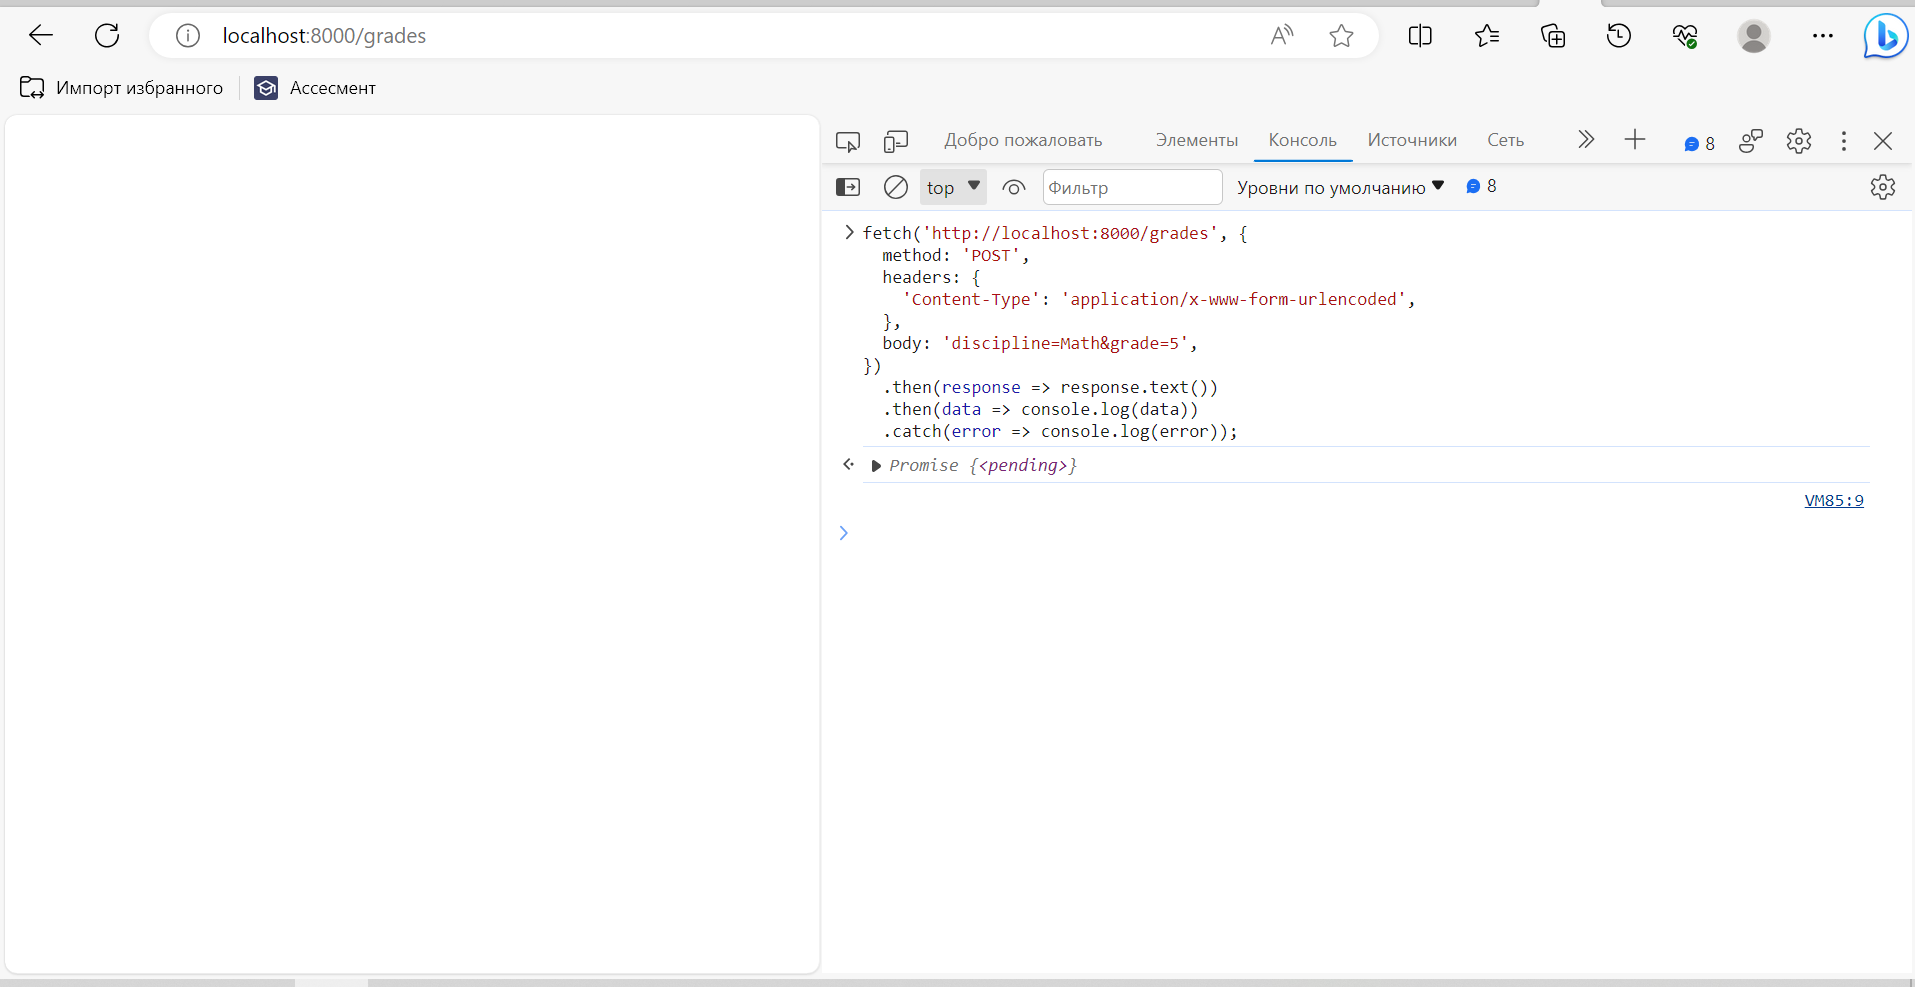 localhost:8000/grades
Импорт избранного
Ассесмент
Добро пожаловать Элементы Консоль Источники Сеть 8
top Фильтр Уровни по умолчанию 8
fetch('http://localhost:8000/grades', {
method: 'POST',
headers: {
'Content-Type': 'application/x-www-form-urlencoded',
},
body: 'discipline=Math&grade=5',
})
.then(response => response.text())
.then(data => console.log(data))
.catch(error => console.log(error));
Promise {<pending>}
VM85:9